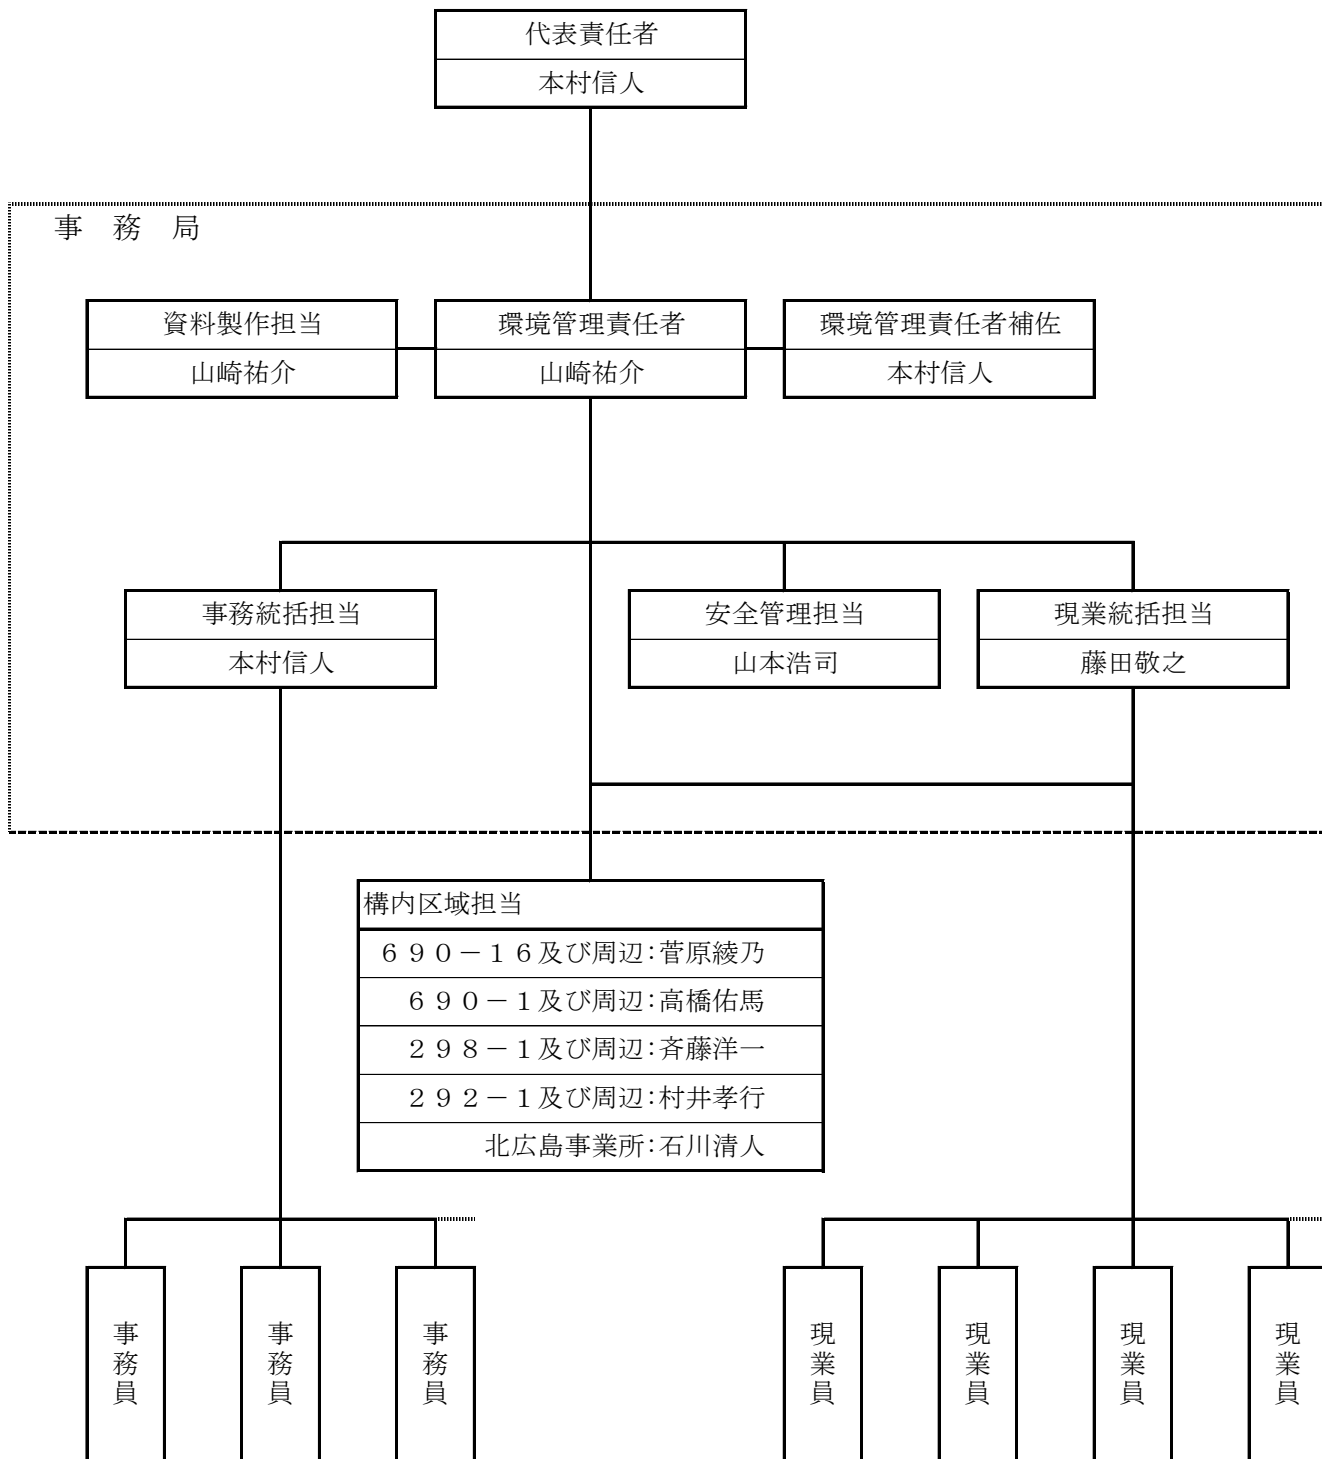 代表責任者
本村信人
事 務 局
資料製作担当
山崎祐介
環境管理責任者
山崎祐介
環境管理責任者補佐
本村信人
事務統括担当
本村信人
安全管理担当
山本浩司
現業統括担当
藤田敬之
構内区域担当
690-16及び周辺:菅原綾乃
690-1及び周辺:高橋佑馬
298-1及び周辺:斉藤洋一
292-1及び周辺:村井孝行
北広島事業所:石川清人
事務員
事務員
事務員
現業員
現業員
現業員
現業員